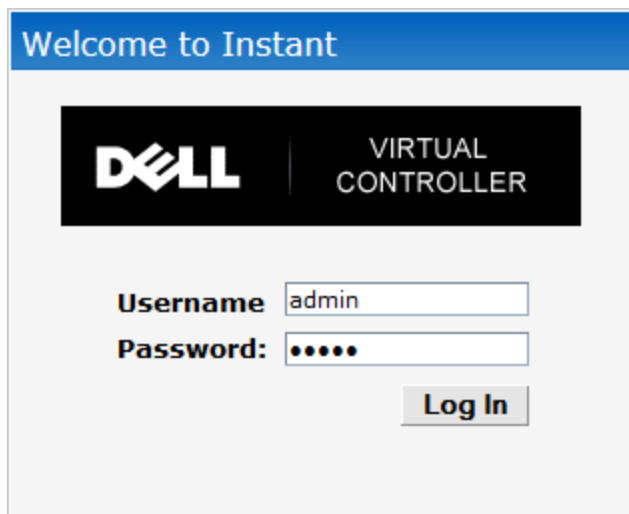 Welcome to Instant
DELL
VIRTUAL
CONTROLLER
Username admin
Password: •••••
Log In